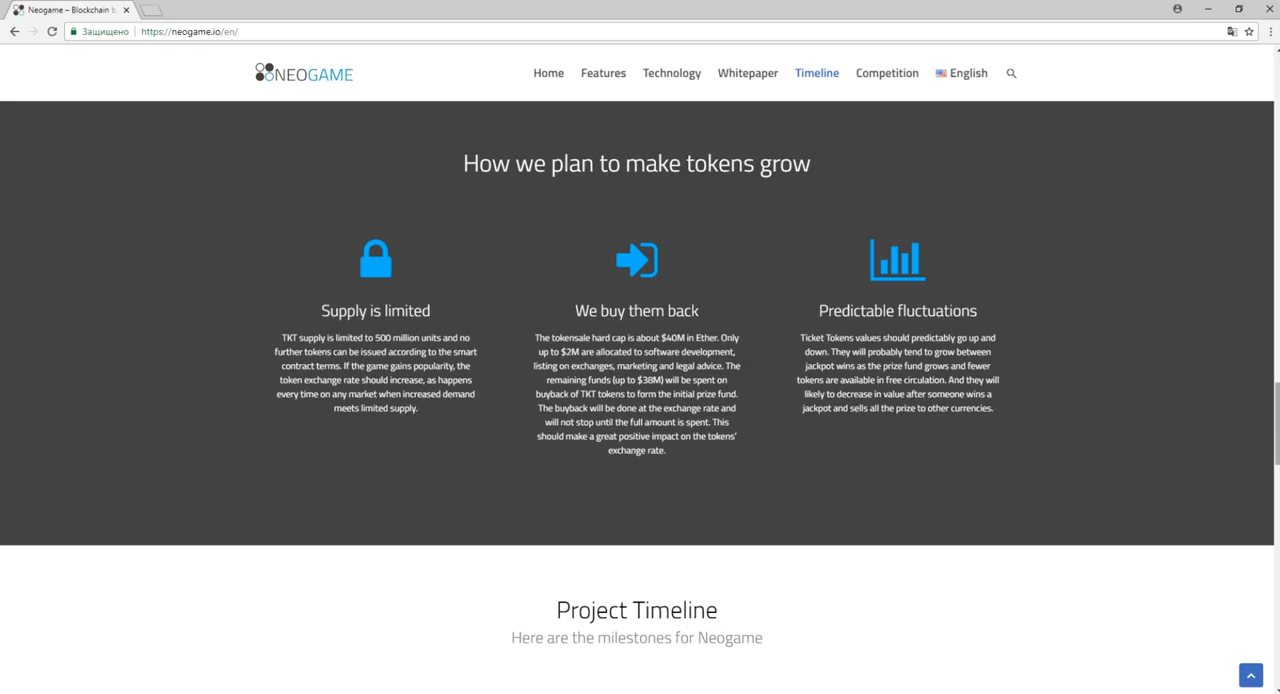 Neogame – Blockchain b
Защищено
https://neogame.io/en/
NEOGAME
Home
Features
Technology
Whitepaper
Timeline
Competition
English
How we plan to make tokens grow
Supply is limited
TKT supply is limited to 500 million units and no
further tokens can be issued according to the smart
contract terms. If the game gains popularity, the
token exchange rate should increase, as happens
every time on any market when increased demand
meets limited supply.
We buy them back
The tokensale hard cap is about $40M in Ether. Only
up to $2M are allocated to software development,
listing on exchanges, marketing and legal advice. The
remaining funds (up to $38M) will be spent on
buyback of TKT tokens to form the initial prize fund.
The buyback will be done at the exchange rate and
will not stop until the full amount is spent. This
should make a great positive impact on the tokens'
exchange rate.
Predictable fluctuations
Ticket Tokens values should predictably go up and
down. They will probably tend to grow between
jackpot wins as the prize fund grows and fewer
tokens are available in free circulation. And they will
likely to decrease in value after someone wins a
jackpot and sells all the prize to other currencies.
Project Timeline
Here are the milestones for Neogame